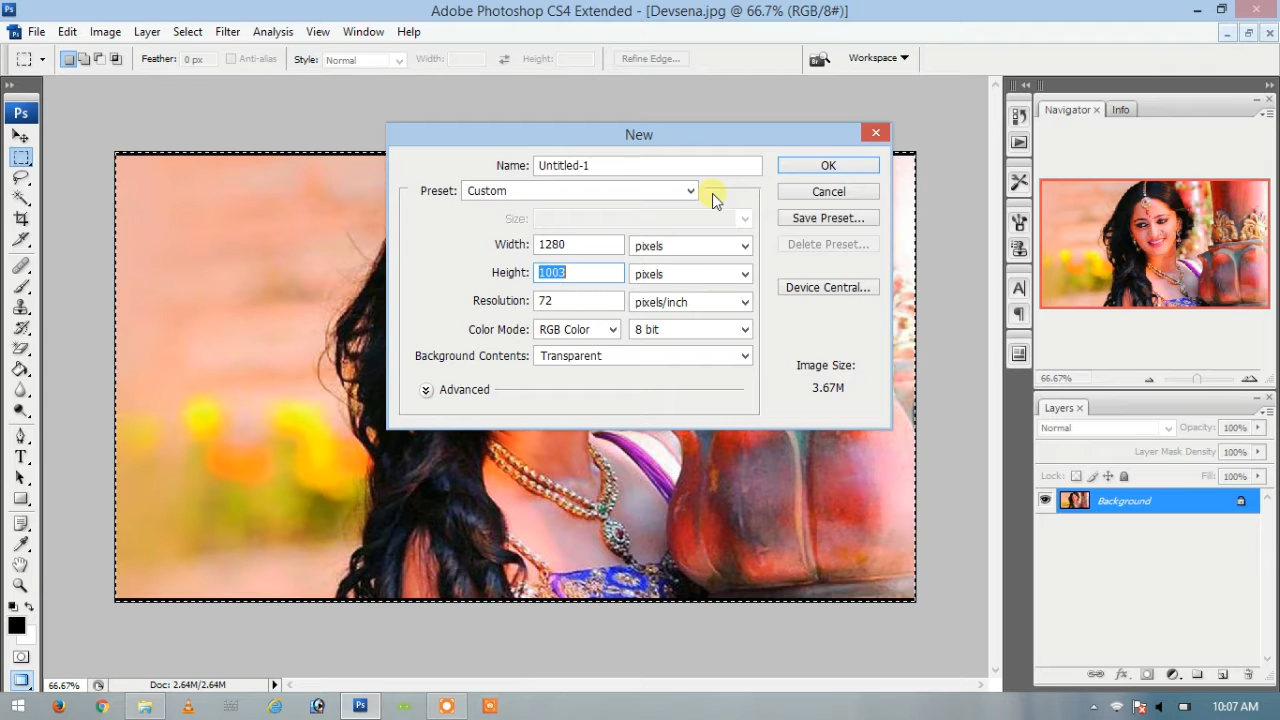 Adobe Photoshop CS4 Extended - [Devsena.jpg @ 66.7% (RGB/8#)]
File Edit Image Layer Select Filter Analysis View Window Help
Feather: 0 px Anti-alias Style: Normal Width: Height: Refine Edge... Workspace
Ps
New
Name: Untitled-1 OK
Preset: Custom Cancel
Size: Save Preset...
Width: 1280 pixels Delete Preset...
Height: 1003 pixels
Resolution: 72 pixels/inch Device Central...
Color Mode: RGB Color 8 bit
Background Contents: Transparent
Image Size:
3.67M
Advanced
Navigator Info
66.67%
Layers
Normal Opacity: 100%
Layer Mask Density: 100%
Lock: Fill: 100%
Background
66.67% Doc: 2.64M/2.64M
10:07 AM